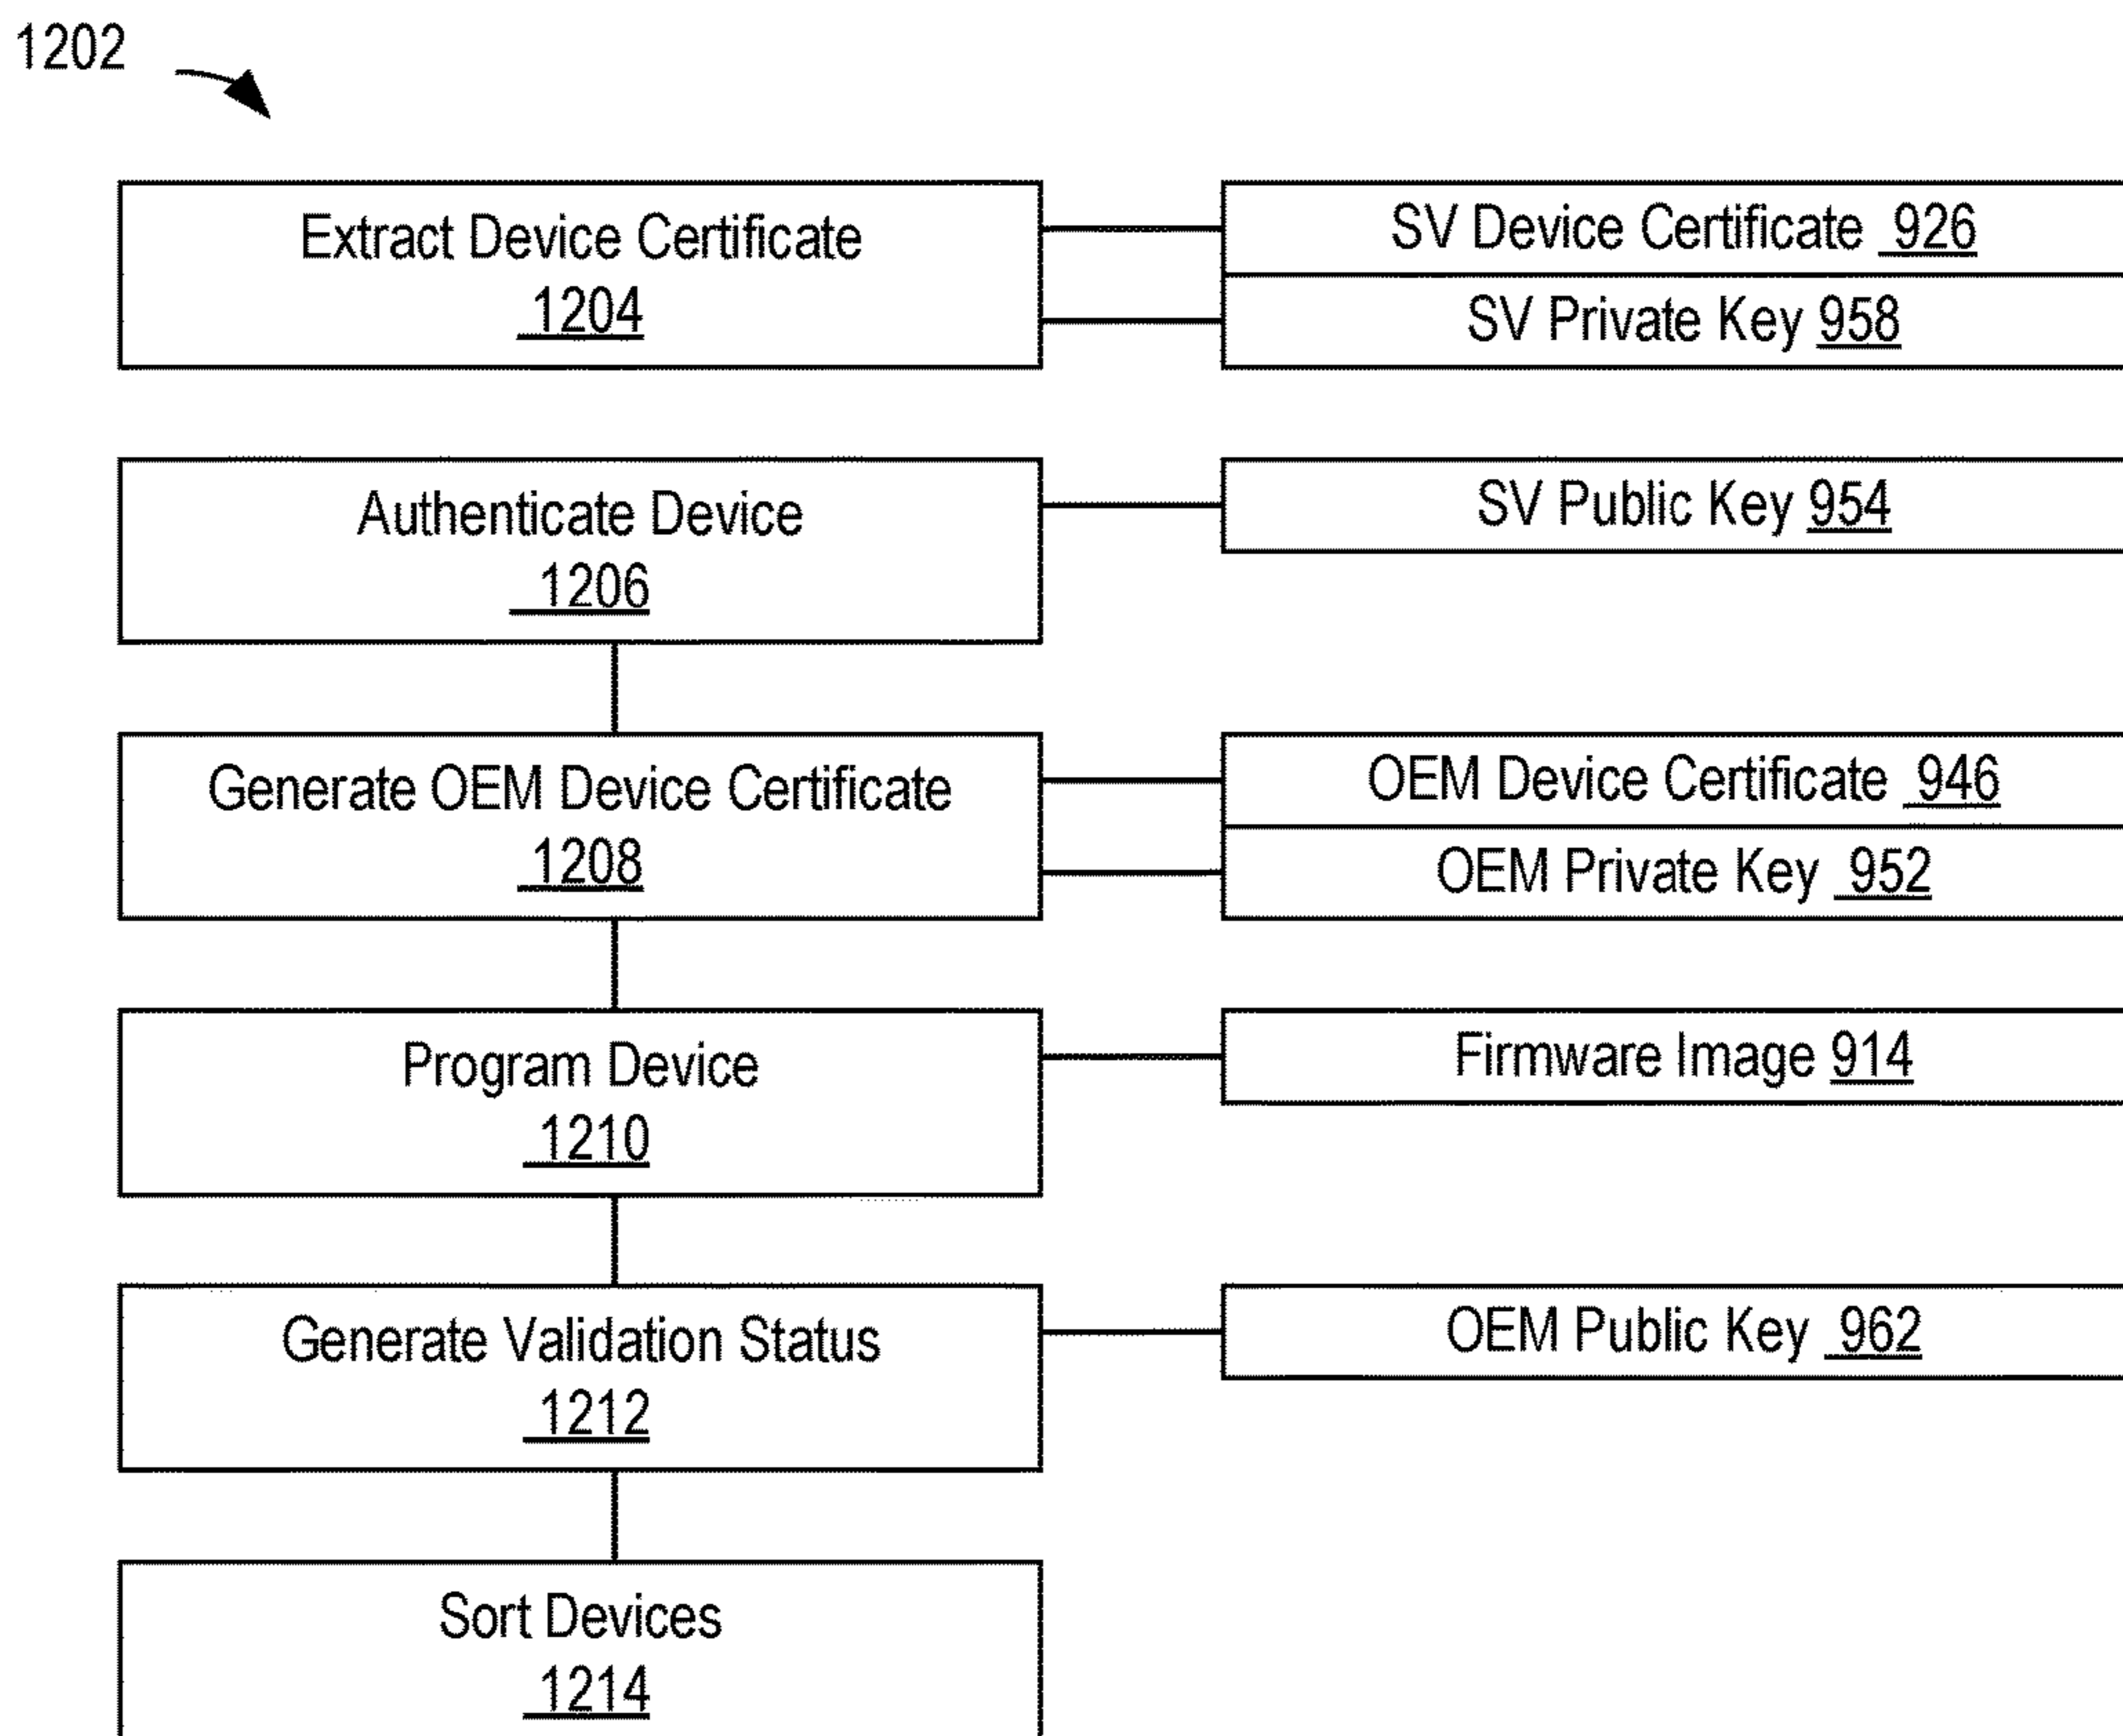 1202
Extract Device Certificate
1204
SV Device Certificate 926
SV Private Key 958
Authenticate Device
1206
SV Public Key 954
Generate OEM Device Certificate
1208
OEM Device Certificate 946
OEM Private Key 952
Program Device
1210
Firmware Image 914
Generate Validation Status
1212
OEM Public Key 962
Sort Devices
1214